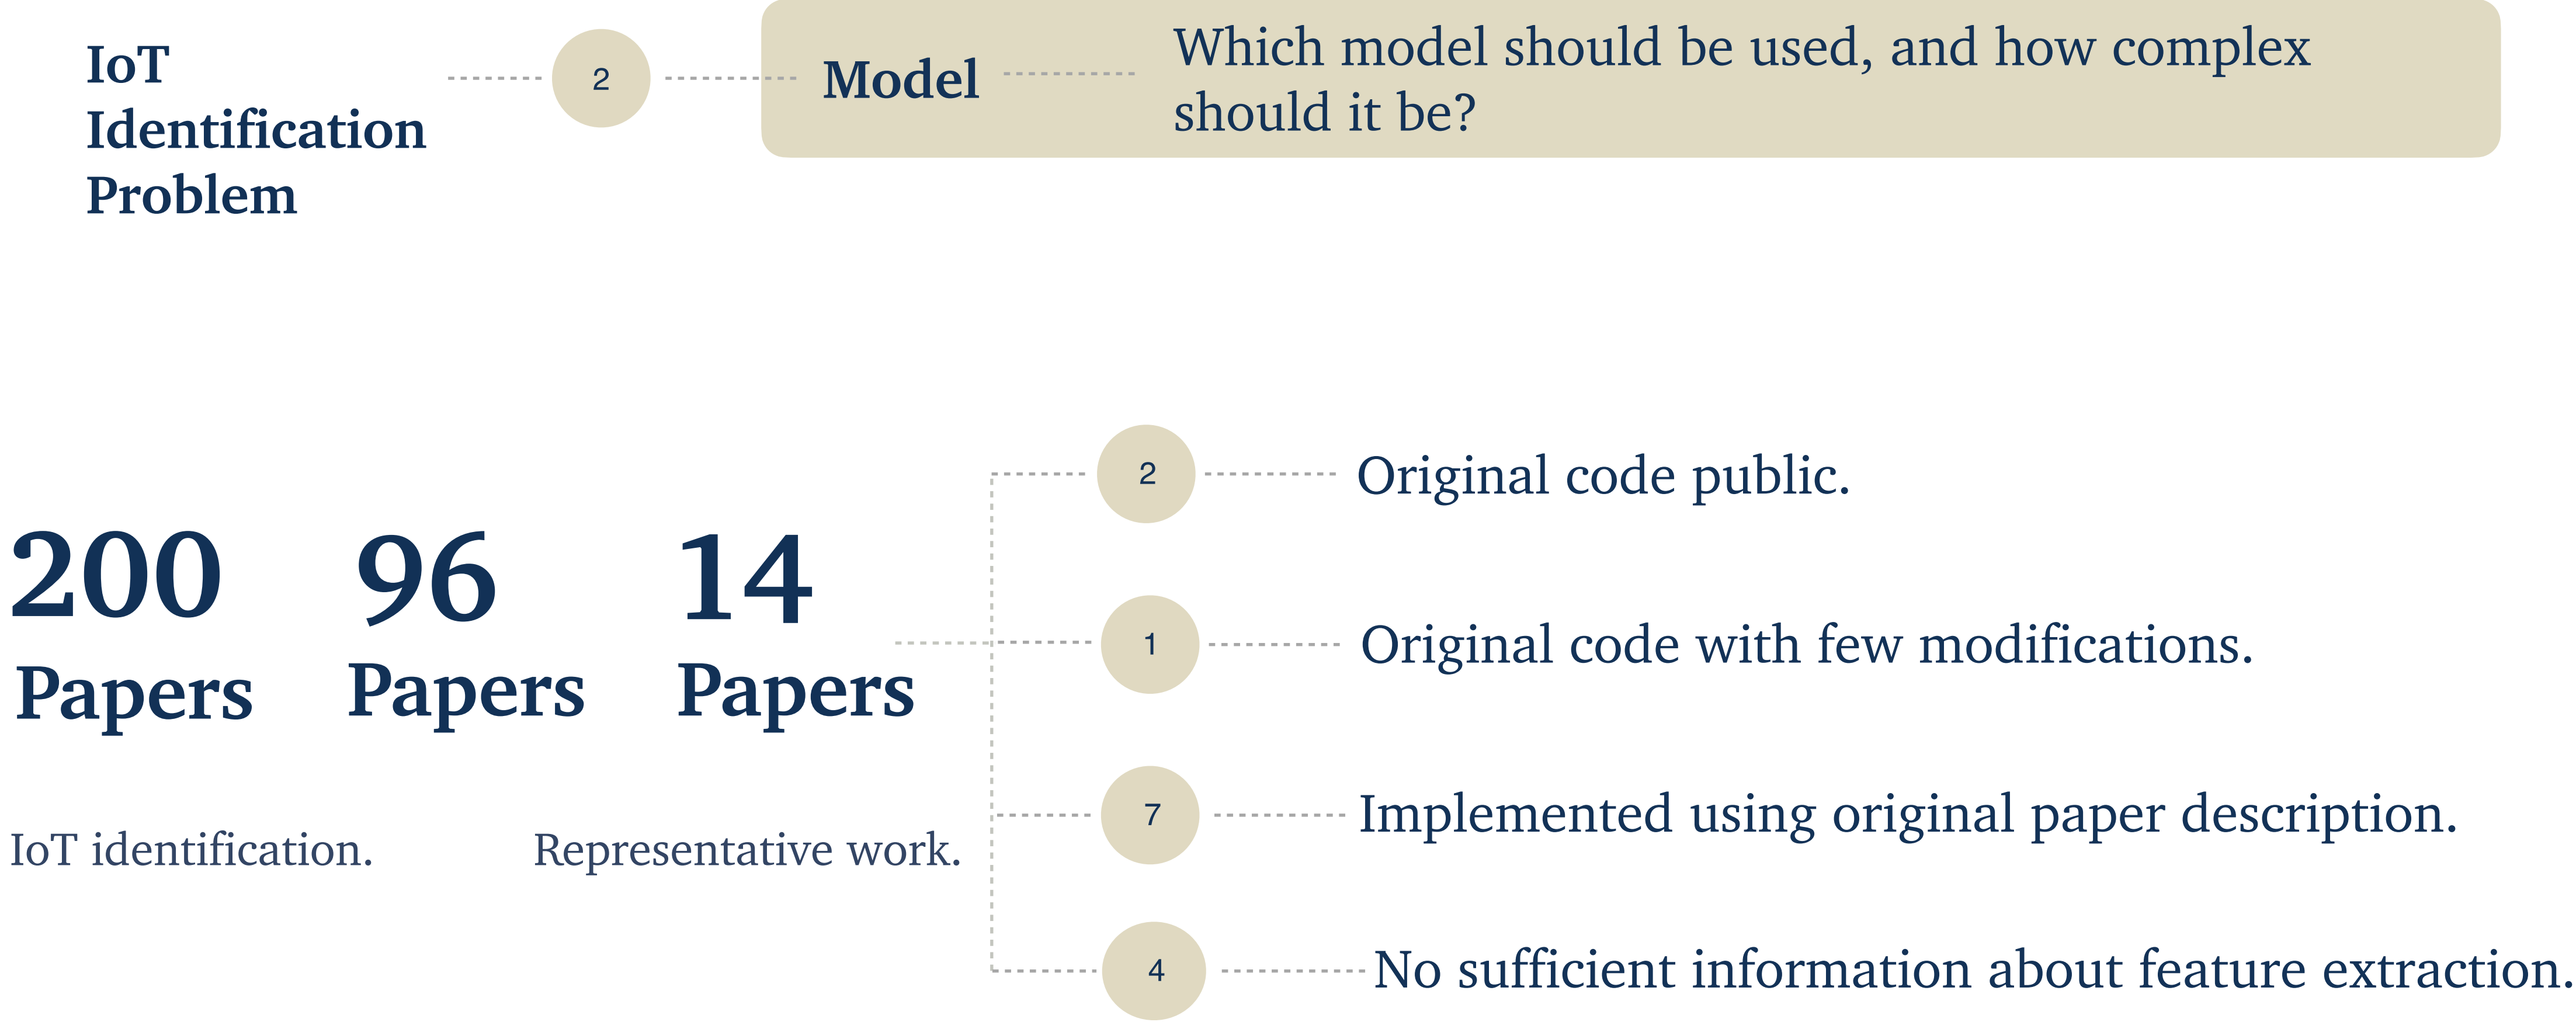 IoT
Identification
Problem
2
Model
Which model should be used, and how complex
should it be?
200
Papers
96
Papers
14
Papers
IoT identification.
Representative work.
2
Original code public.
1
Original code with few modifications.
7
Implemented using original paper description.
4
No sufficient information about feature extraction.